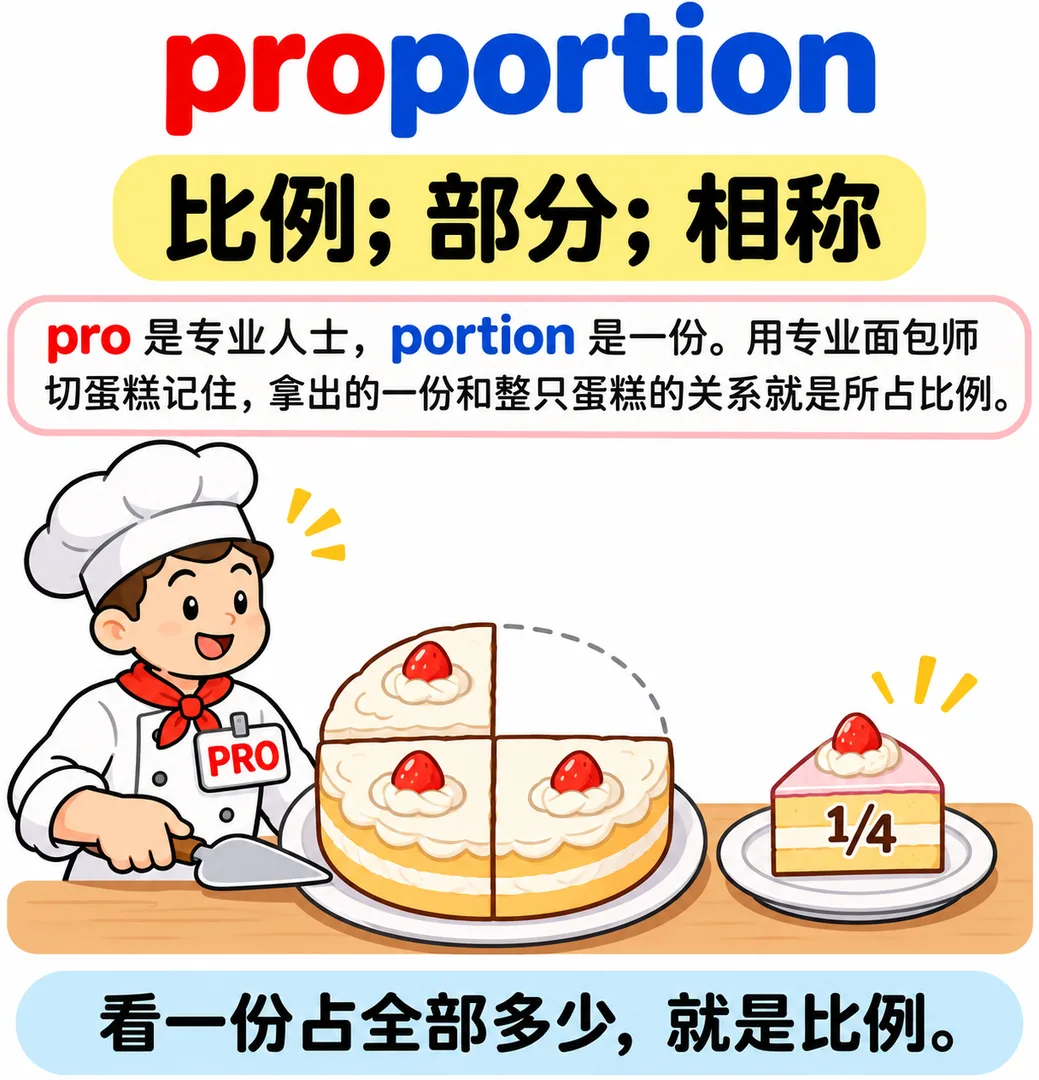 proportion
比例；部分；相称
pro 是专业人士，portion 是一份。用专业面包师
切蛋糕记住，拿出的一份和整只蛋糕的关系就是所占比例。
PRO
1/4
看一份占全部多少，就是比例。